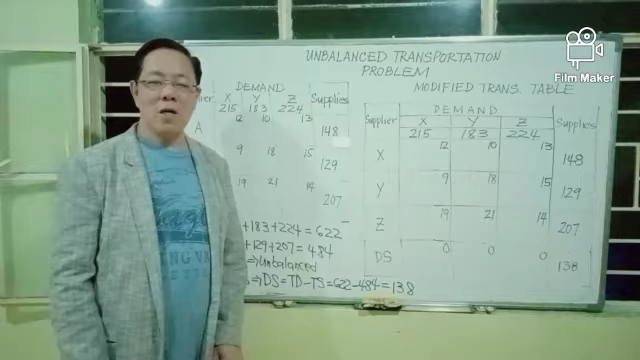 UNBALANCED TRANSPORTATION
PROBLEM
DEMAND
X Y Z Supplies
215 183 224
12 10 13
A 148
9 18 15
129
19 21 14
207
+183+224=622
+129+207=484
⇒Unbalanced
⇒DS=TD-TS=622-484=138
MODIFIED TRANS. TABLE
Supplier DEMAND Supplies
X Y Z
215 183 224
X 12 10 13 148
Y 9 18 15 129
Z 19 21 14 207
DS 0 0 0 138
Film Maker